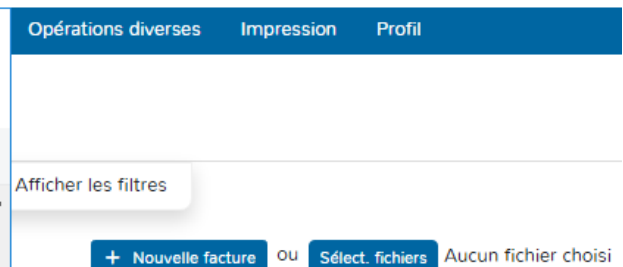 Opérations diverses Impression Profil
Afficher les filtres
+ Nouvelle facture ou Sélect. fichiers Aucun fichier choisi